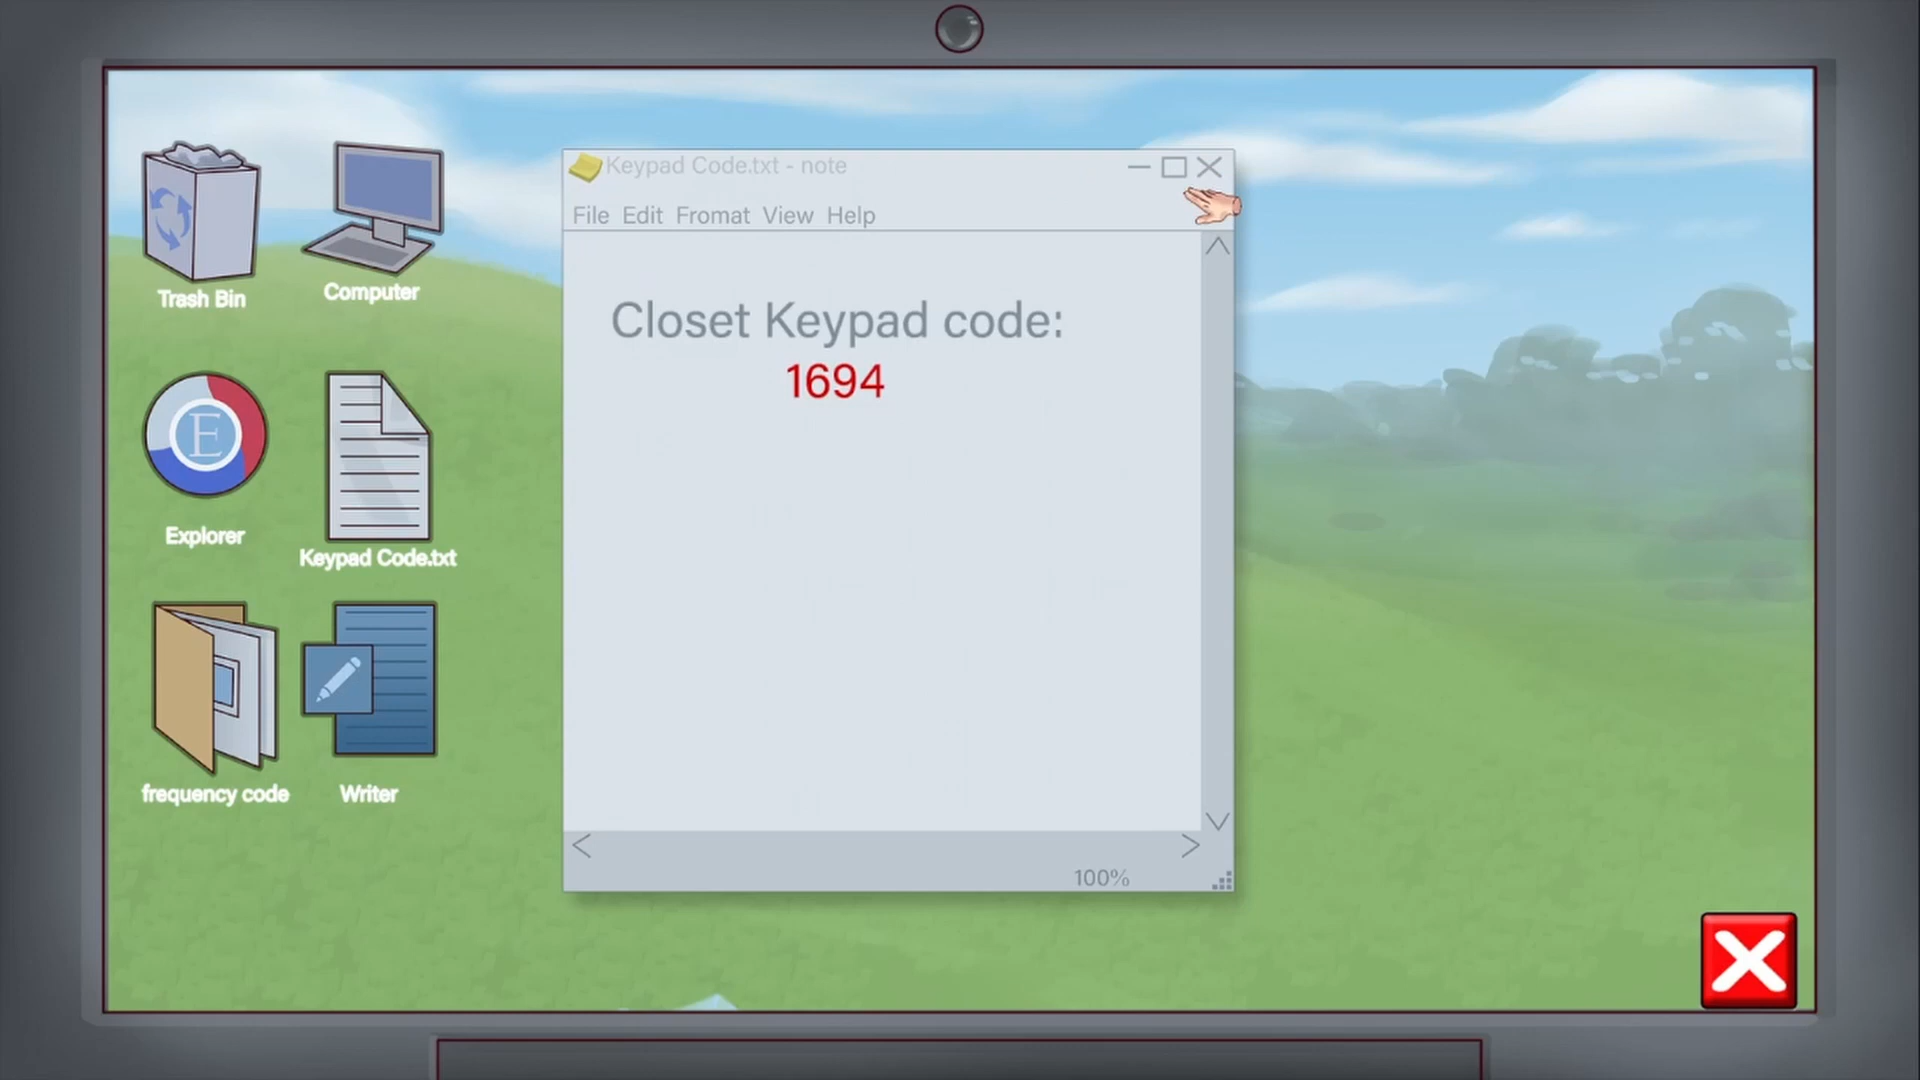 Keypad Code.txt - note
File Edit Fromat View Help
Closet Keypad code:
1694
100%
Trash Bin
Computer
E
Explorer
Keypad Code.txt
frequency code
Writer